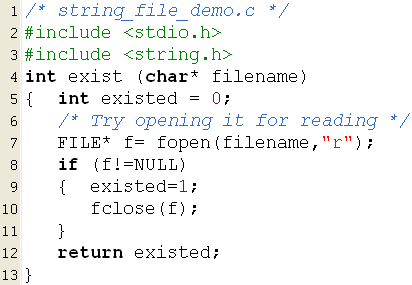 1 /* string_file_demo.c */
2 #include <stdio.h>
3 #include <string.h>
4 int exist (char* filename)
5 {  int existed = 0;
6    /* Try opening it for reading */
7    FILE* f= fopen(filename,"r");
8    if (f!=NULL)
9    {  existed=1;
10       fclose(f);
11    }
12    return existed;
13 }